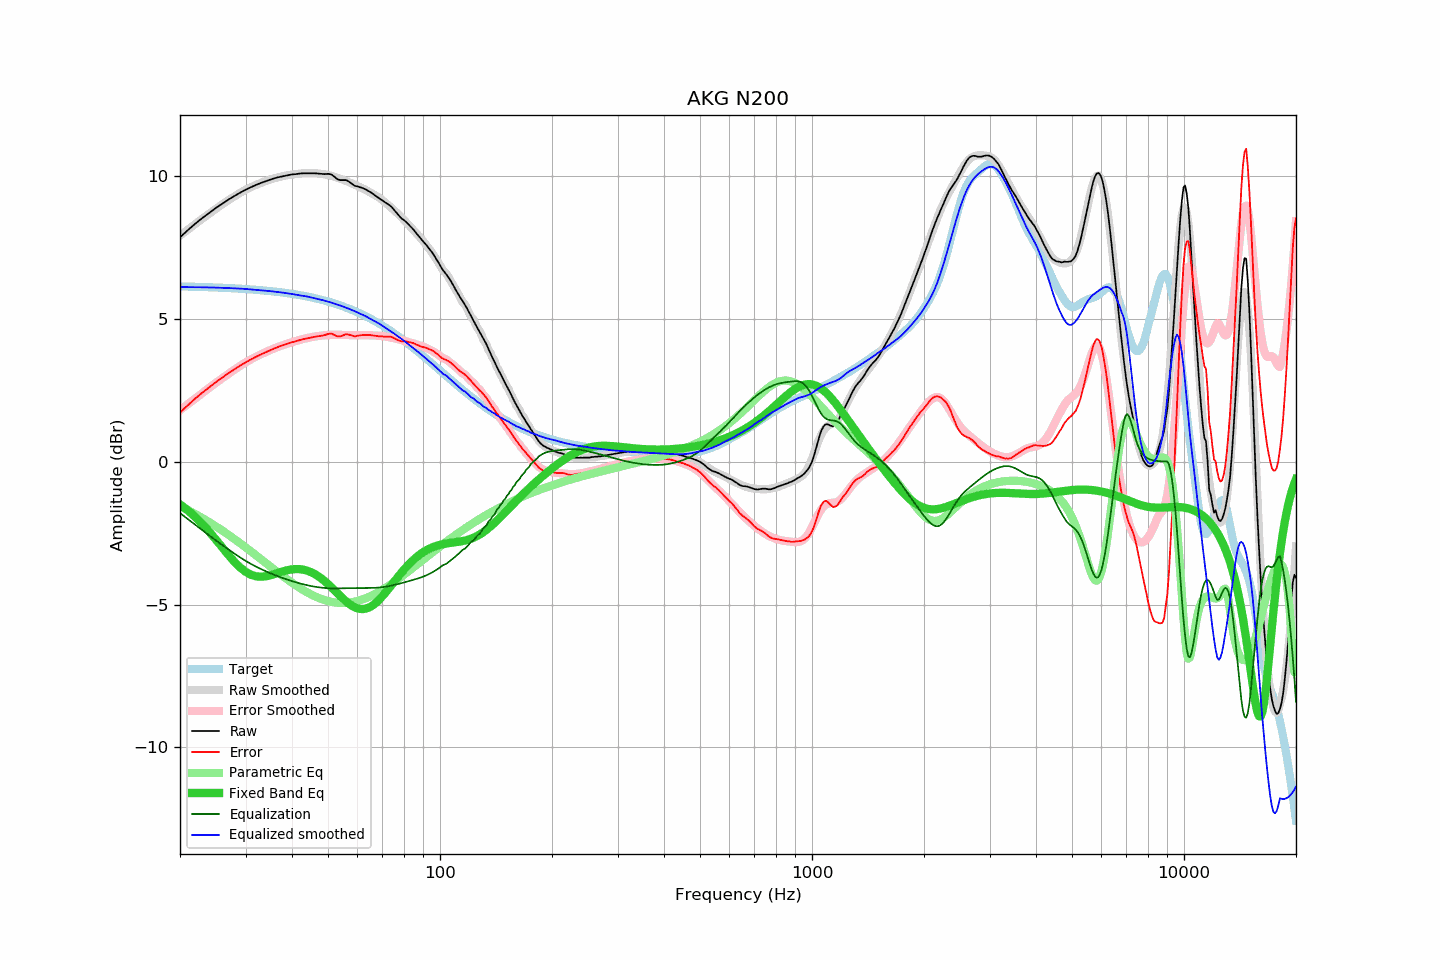 AKG N200
Amplitude (dBr)
10
5
0
−5
−10
Target
Raw Smoothed
Error Smoothed
Raw
Error
Parametric Eq
Fixed Band Eq
Equalization
Equalized smoothed
100
1000
10000
Frequency (Hz)